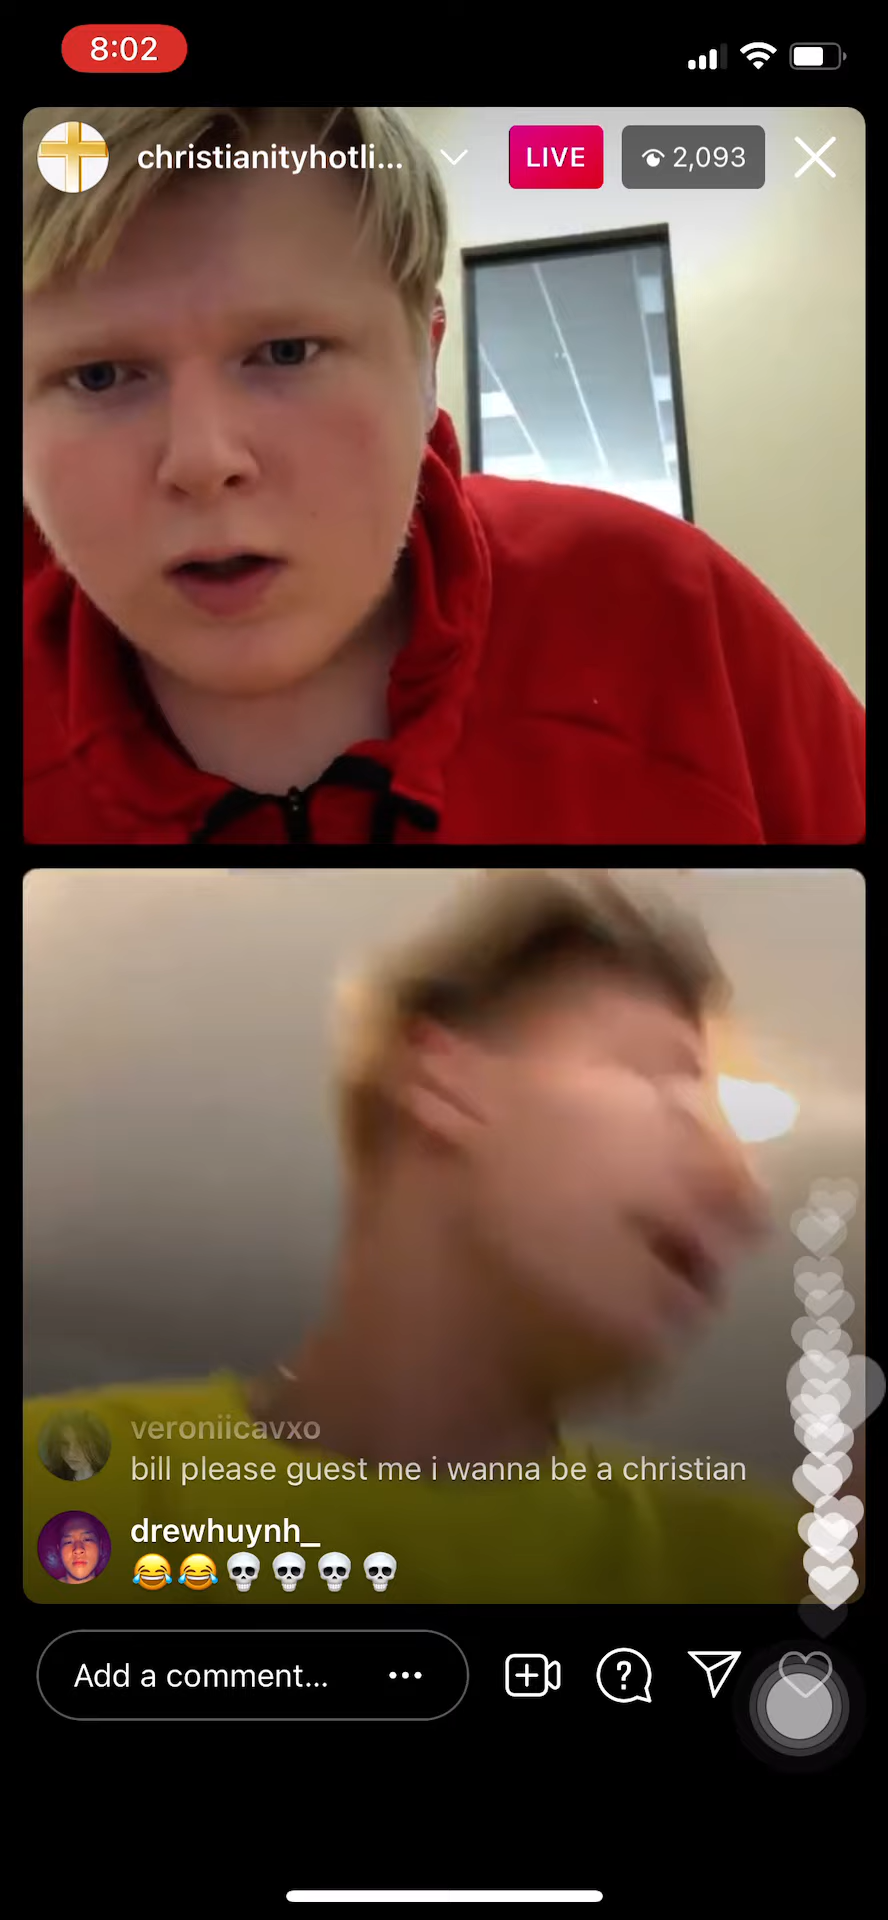 8:02
christianityhotli...
LIVE
2,093
veroniicavxo
bill please guest me i wanna be a christian
drewhuynh_
😂😂💀💀💀💀
Add a comment...